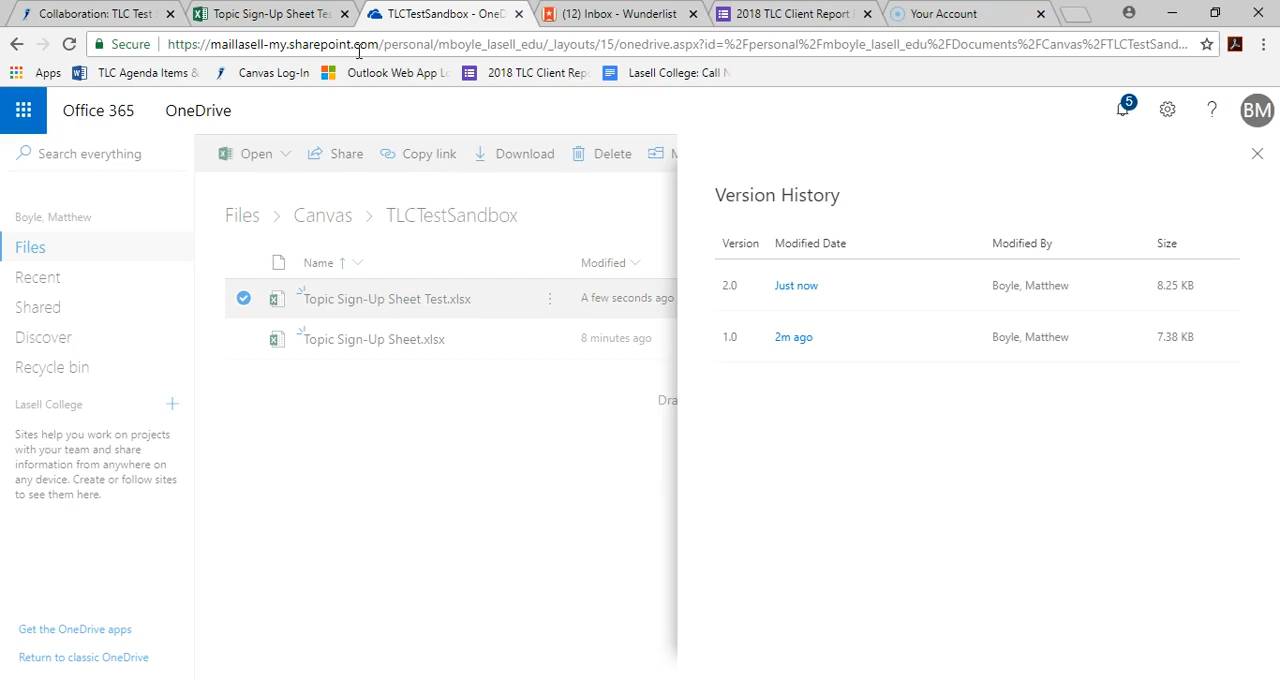 Collaboration: TLC Test
Topic Sign-Up Sheet Tes
TLCTestSandbox - OneD
(12) Inbox - Wunderlist
2018 TLC Client Report
Your Account
Secure
https://maillasell-my.sharepoint.com/personal/mboyle_lasell_edu/_layouts/15/onedrive.aspx?id=%2Fpersonal%2Fmboyle_lasell_edu%2FDocuments%2FCanvas%2FTLCTestSand...
Apps
TLC Agenda Items &
Canvas Log-In
Outlook Web App Lo
2018 TLC Client Repo
Lasell College: Call N
Office 365
OneDrive
5
?
BM
Search everything
Open
Share
Copy link
Download
Delete
M
Boyle, Matthew
Files
Recent
Shared
Discover
Recycle bin
Lasell College
Sites help you work on projects
with your team and share
information from anywhere on
any device. Create or follow sites
to see them here.
Get the OneDrive apps
Return to classic OneDrive
Files > Canvas > TLCTestSandbox
Name ↑
Modified
Topic Sign-Up Sheet Test.xlsx
A few seconds ago
Topic Sign-Up Sheet.xlsx
8 minutes ago
Dra
Version History
Version
Modified Date
Modified By
Size
2.0
Just now
Boyle, Matthew
8.25 KB
1.0
2m ago
Boyle, Matthew
7.38 KB